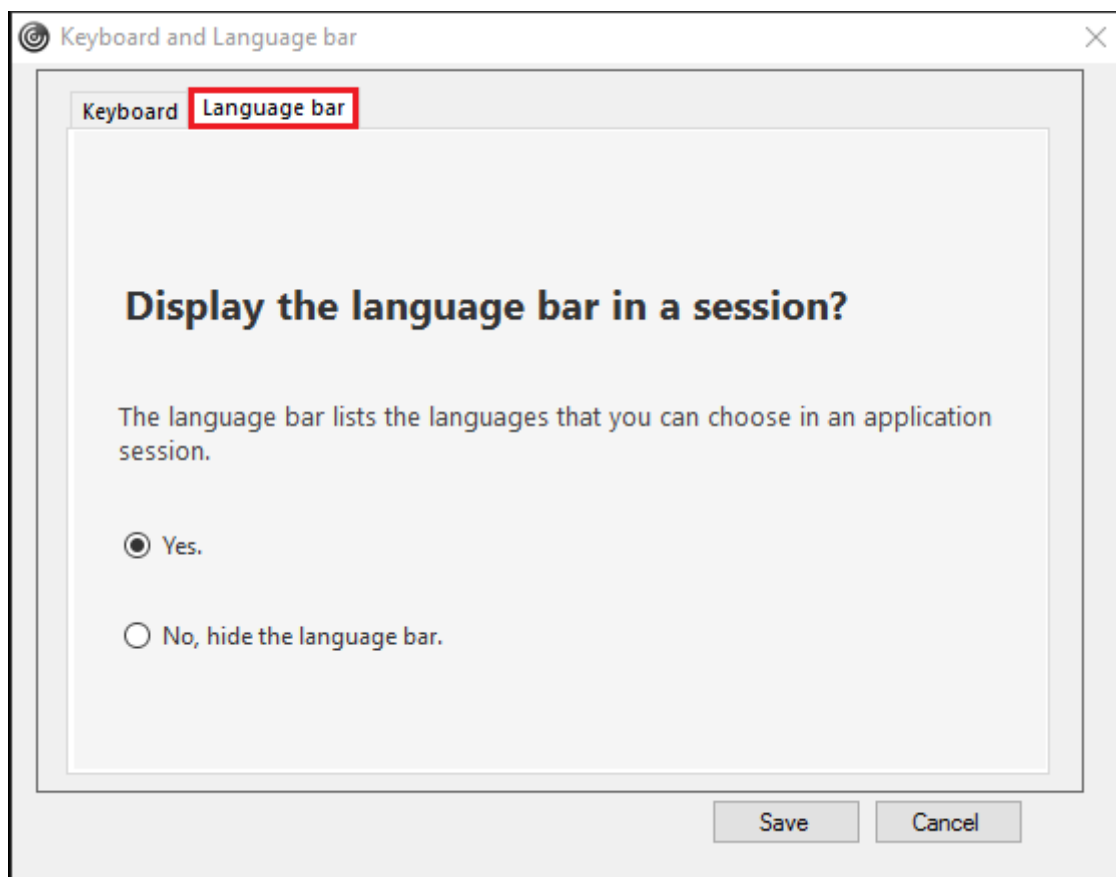 Keyboard and Language bar
Keyboard
Language bar
Display the language bar in a session?
The language bar lists the languages that you can choose in an application
session.
Yes.
No, hide the language bar.
Save
Cancel